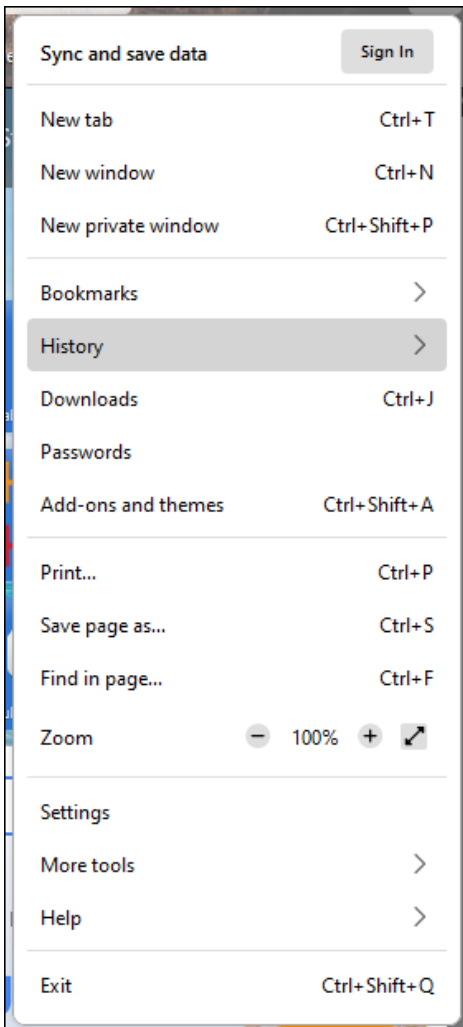 Sync and save data Sign In
New tab Ctrl+T
New window Ctrl+N
New private window Ctrl+Shift+P
Bookmarks
History
Downloads Ctrl+J
Passwords
Add-ons and themes Ctrl+Shift+A
Print... Ctrl+P
Save page as... Ctrl+S
Find in page... Ctrl+F
Zoom − 100% +
Settings
More tools
Help
Exit Ctrl+Shift+Q